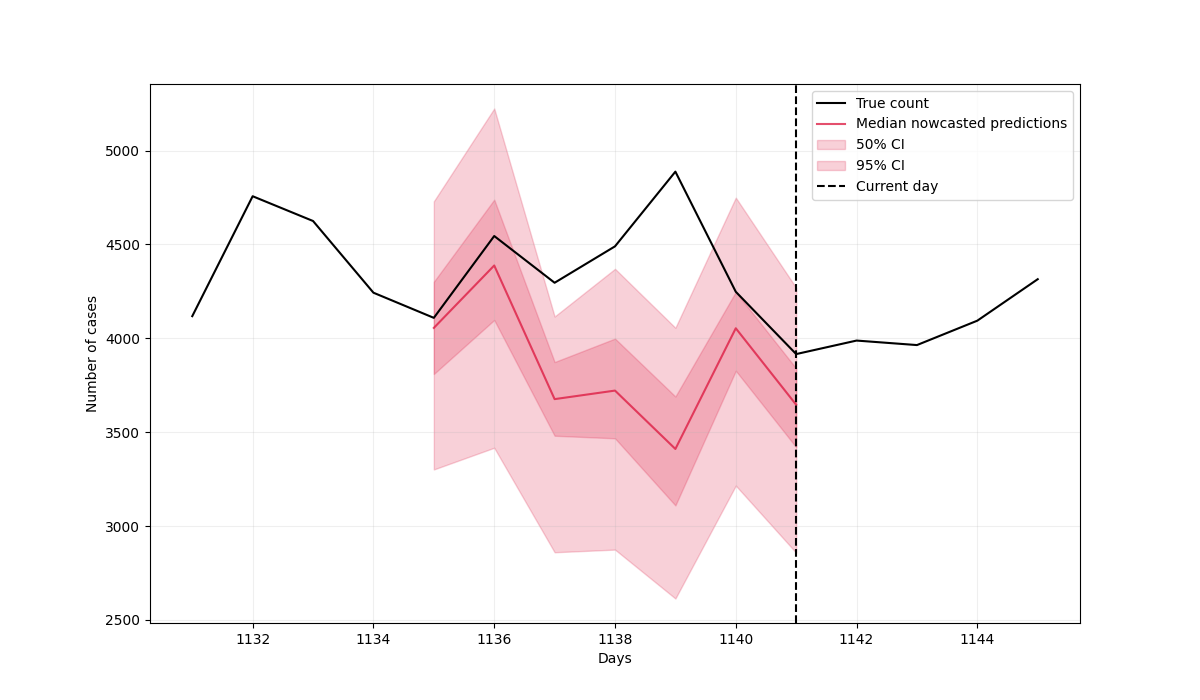 True count
Median nowcasted predictions
50% CI
95% CI
Current day
5000
4500
4000
3500
3000
2500
Number of cases
1132 1134 1136 1138 1140 1142 1144
Days